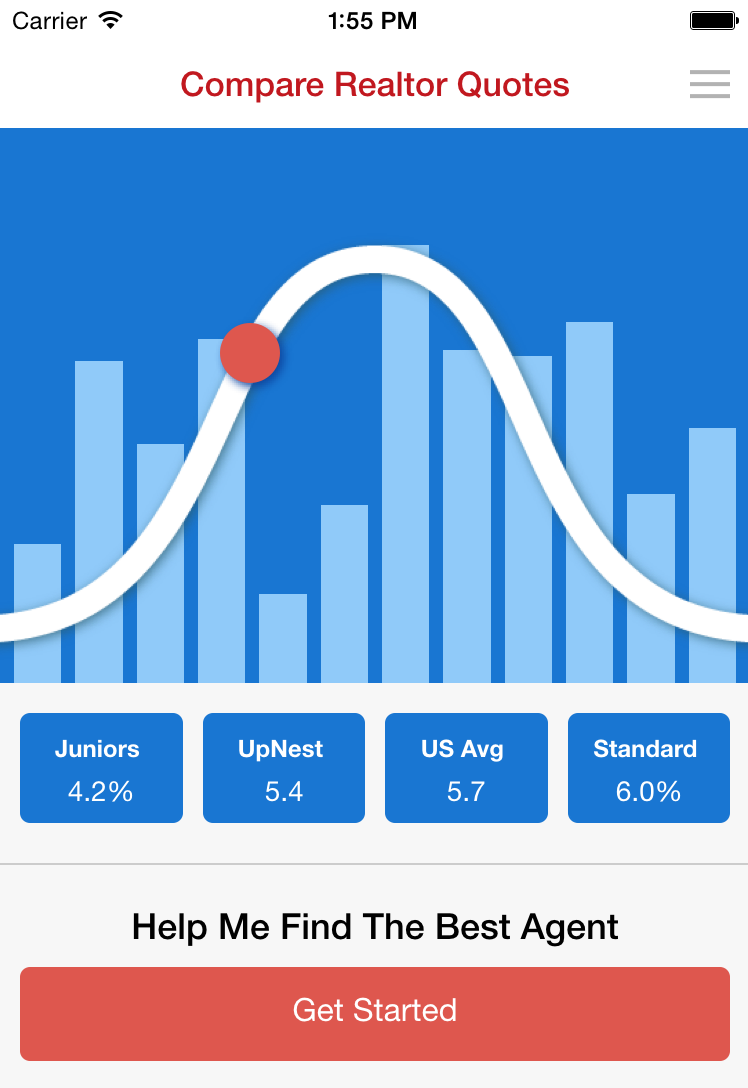 Carrier 1:55 PM
Compare Realtor Quotes
Juniors UpNest US Avg Standard
4.2% 5.4 5.7 6.0%
Help Me Find The Best Agent
Get Started